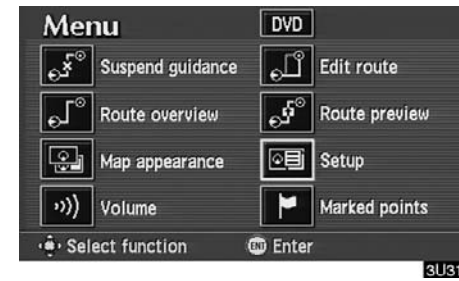 Menu DVD
Suspend guidance Edit route
Route overview Route preview
Map appearance Setup
Volume Marked points
Select function ENT Enter
3U31